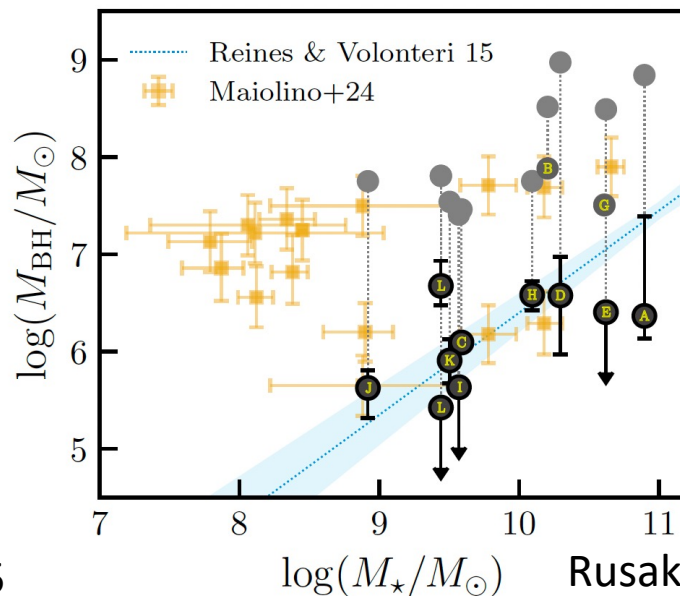 Reines & Volonteri 15
Maiolino+24
log(M_BH/M_⊙)
9
8
7
6
5
B
G
L
H
D
E
A
C
K
J
I
L
7
8
9
10
11
log(M_⋆/M_⊙)
Rusak